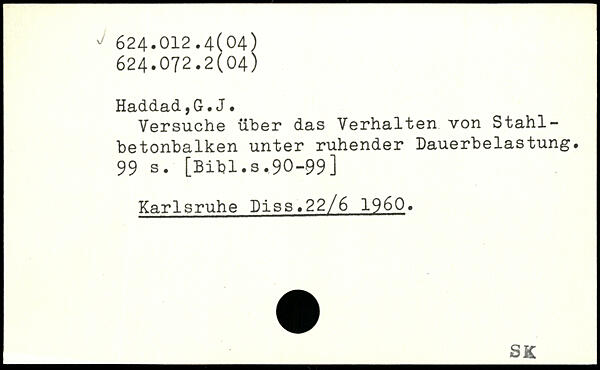 624.012.4(04)
624.072.2(04)
Haddad,G.J.
Versuche über das Verhalten von Stahl-
betonbalken unter ruhender Dauerbelastung.
99 s. [Bibl.s.90-99]
Karlsruhe Diss.22/6 1960.
SK